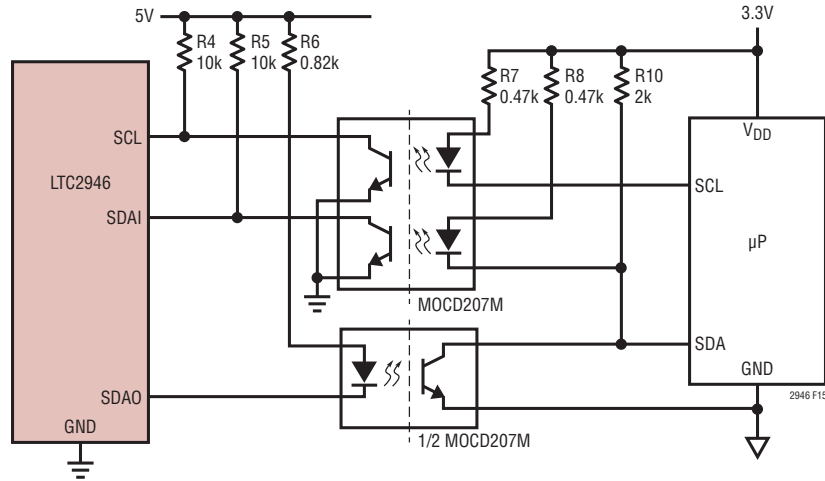 5V
3.3V
R4
10k
R5
10k
R6
0.82k
R7
0.47k
R8
0.47k
R10
2k
SCL
LTC2946
SDAI
SDAO
GND
MOCD207M
1/2 MOCD207M
VDD
SCL
µP
SDA
GND
2946 F15